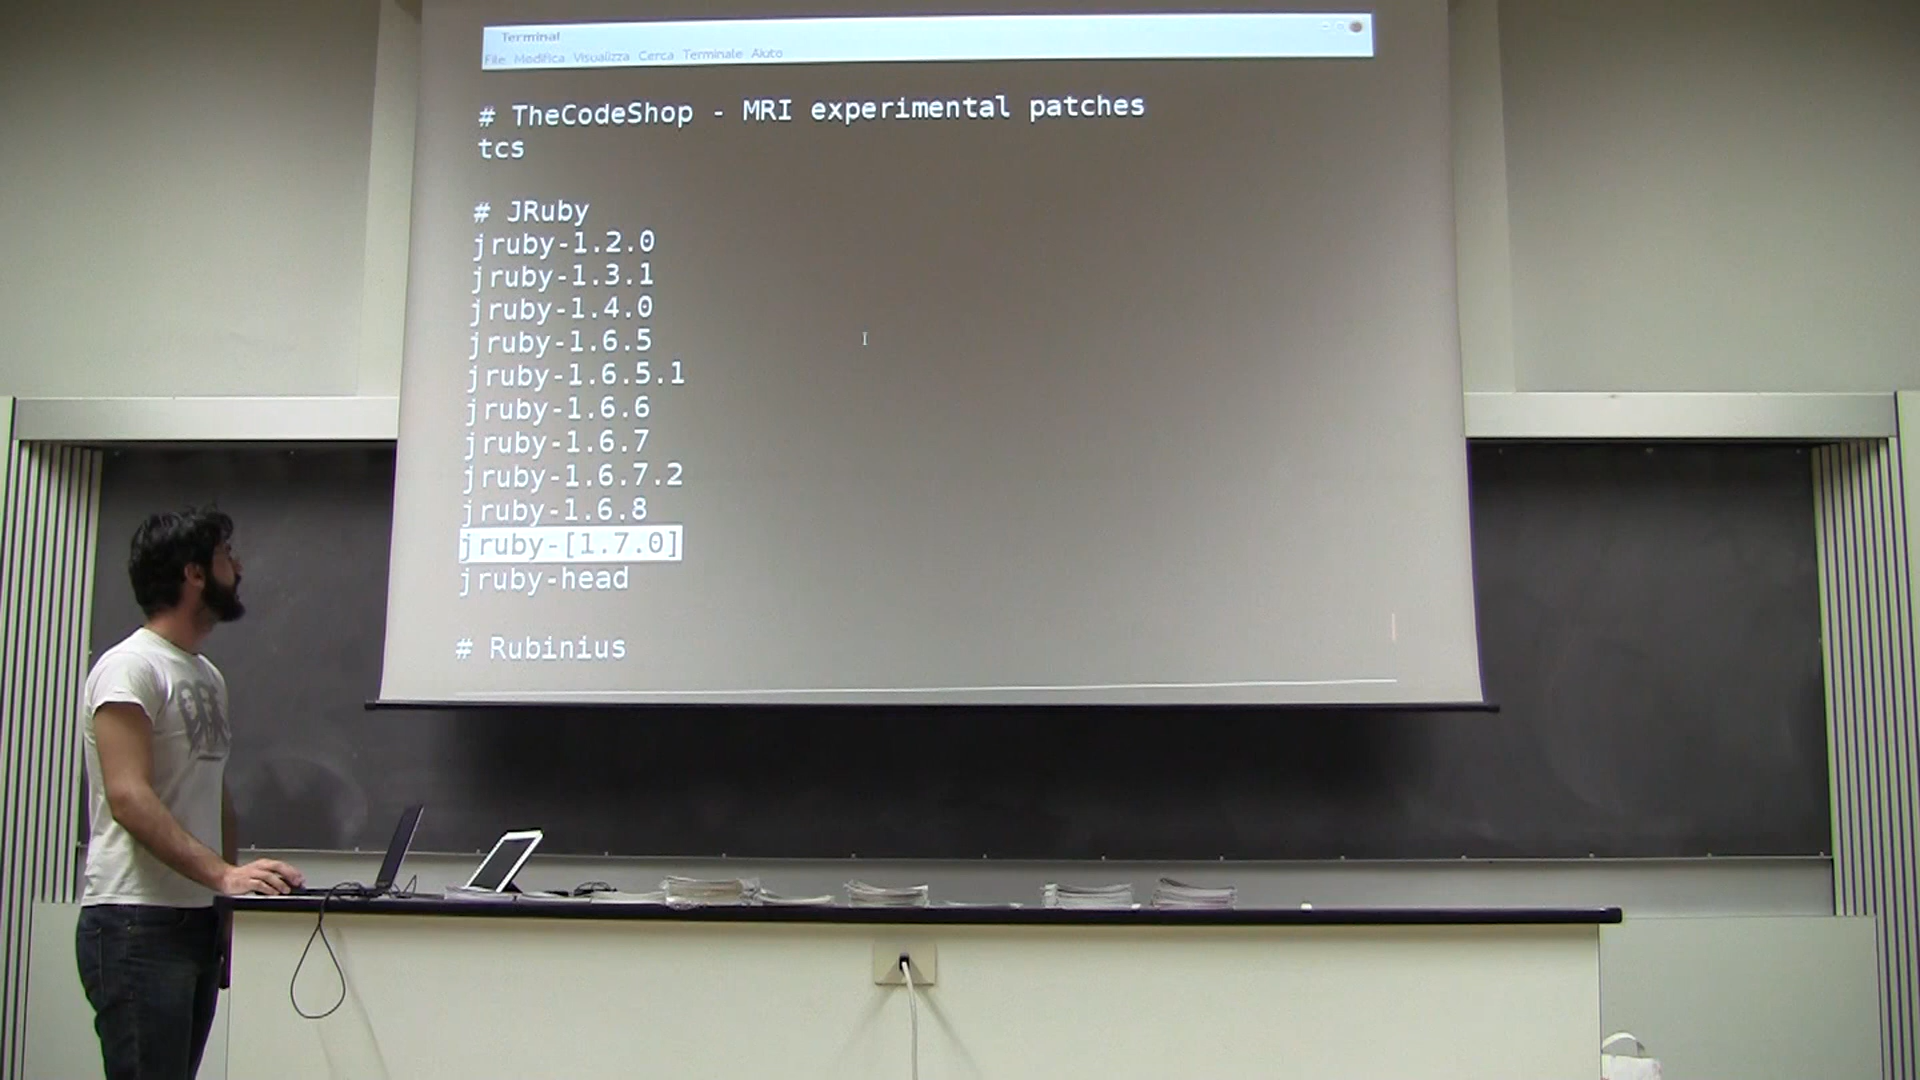 Terminal
File Modifica Visualizza Cerca Terminale Aiuto
# TheCodeShop - MRI experimental patches
tcs
# JRuby
jruby-1.2.0
jruby-1.3.1
jruby-1.4.0
jruby-1.6.5
jruby-1.6.5.1
jruby-1.6.6
jruby-1.6.7
jruby-1.6.7.2
jruby-1.6.8
jruby-[1.7.0]
jruby-head
# Rubinius